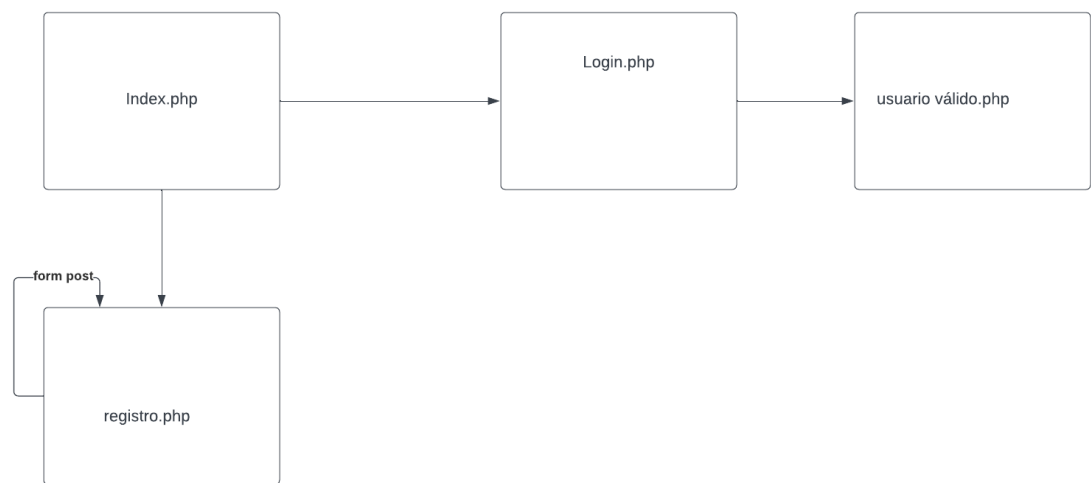 Index.php
Login.php
usuario válido.php
form post
registro.php